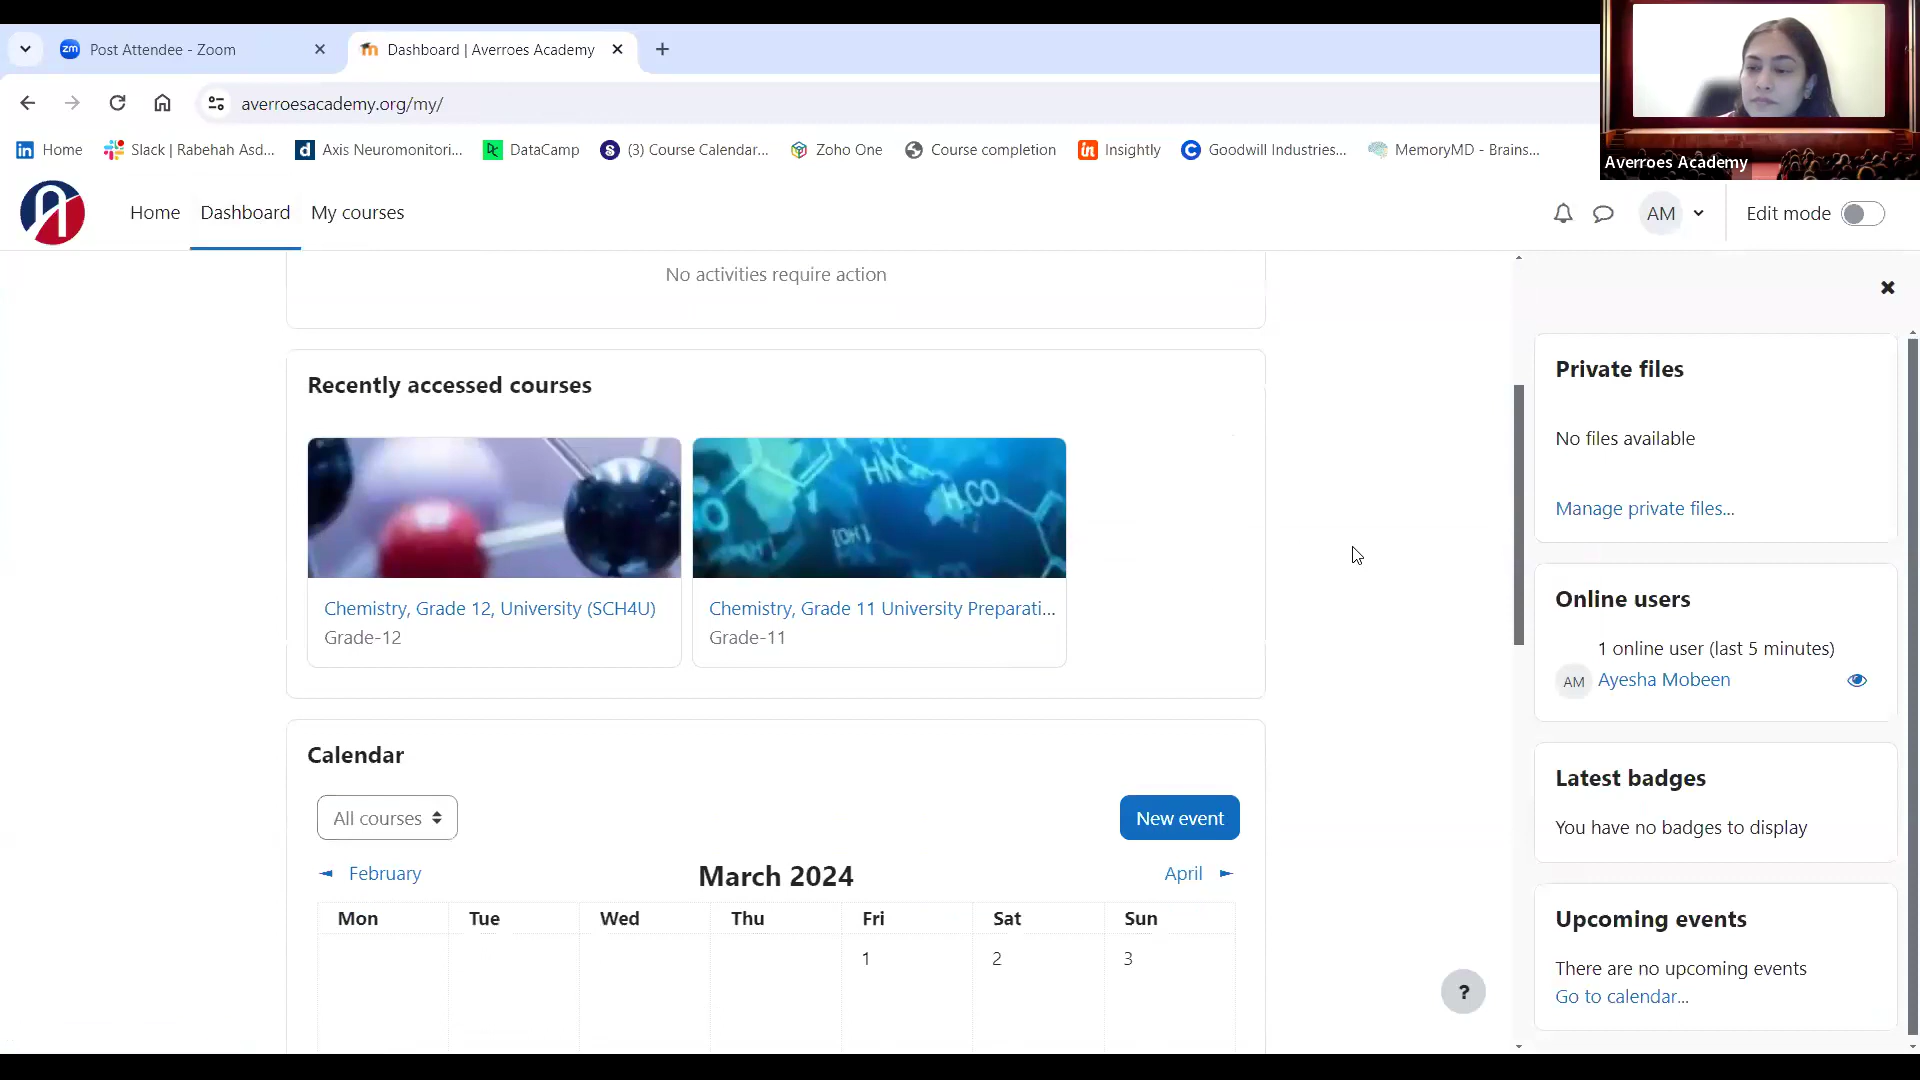 Post Attendee - Zoom
Dashboard | Averroes Academy
averroesacademy.org/my/
Home
Slack | Rabehah Asd...
Axis Neuromonitori...
DataCamp
(3) Course Calendar...
Zoho One
Course completion
Insightly
Goodwill Industries...
MemoryMD - Brains...
Averroes Academy
Home
Dashboard
My courses
AM
Edit mode
No activities require action
Recently accessed courses
Chemistry, Grade 12, University (SCH4U)
Grade-12
Chemistry, Grade 11 University Preparati...
Grade-11
Calendar
All courses
New event
◄ February
March 2024
April ►
Mon Tue Wed Thu Fri Sat Sun
1 2 3
Private files
No files available
Manage private files...
Online users
1 online user (last 5 minutes)
AM Ayesha Mobeen
Latest badges
You have no badges to display
Upcoming events
There are no upcoming events
Go to calendar...
?